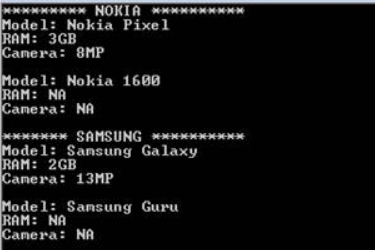 ********* NOKIA **********
Model: Nokia Pixel
RAM: 3GB
Camera: 8MP
Model: Nokia 1600
RAM: NA
Camera: NA
******* SAMSUNG **********
Model: Samsung Galaxy
RAM: 2GB
Camera: 13MP
Model: Samsung Guru
RAM: NA
Camera: NA